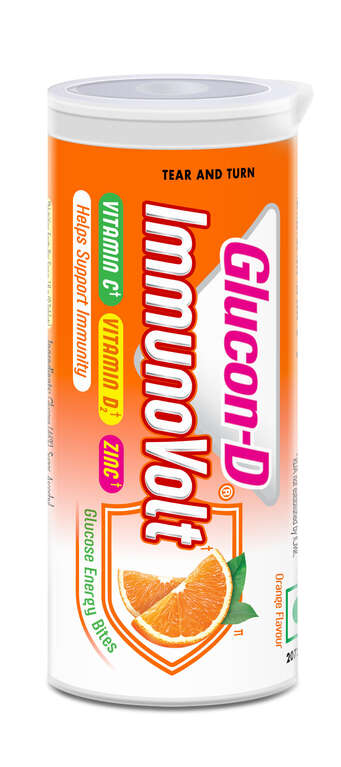 TEAR AND TURN
Glucon-D®
ImmunoVolt†
VITAMIN C† VITAMIN D₂† ZINC†
Helps Support Immunity
Glucose Energy Bites
π
Orange Flavour